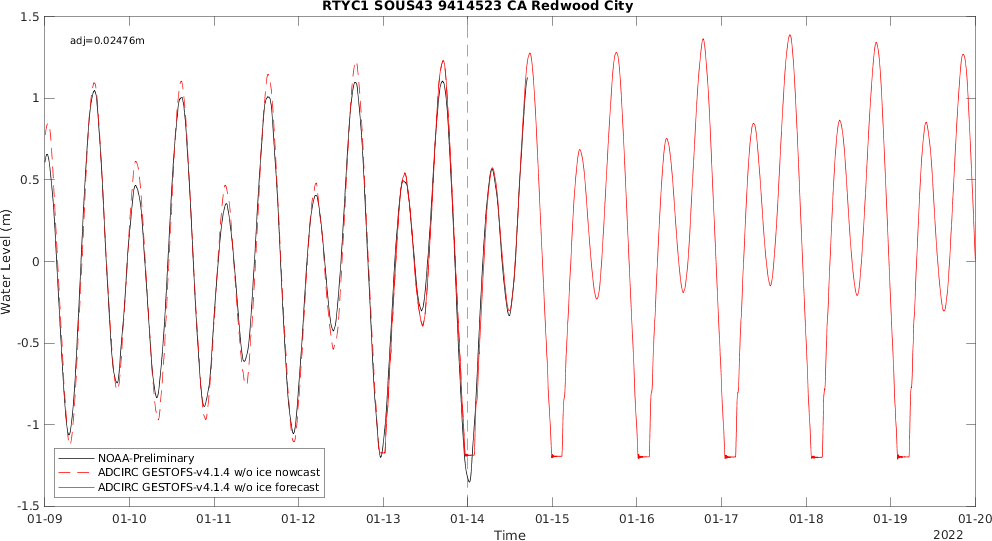 RTYC1 SOUS43 9414523 CA Redwood City
adj=0.02476m
Water Level (m)
1.5
1
0.5
0
-0.5
-1
-1.5
NOAA-Preliminary
ADCIRC GESTOFS-v4.1.4 w/o ice nowcast
ADCIRC GESTOFS-v4.1.4 w/o ice forecast
01-09 01-10 01-11 01-12 01-13 01-14 01-15 01-16 01-17 01-18 01-19 01-20
Time
2022